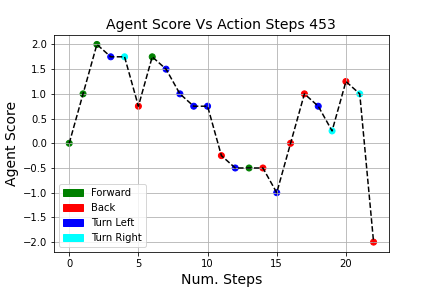 Agent Score Vs Action Steps 453
Agent Score
2.0
1.5
1.0
0.5
0.0
−0.5
−1.0
−1.5
−2.0
Forward
Back
Turn Left
Turn Right
0 5 10 15 20
Num. Steps